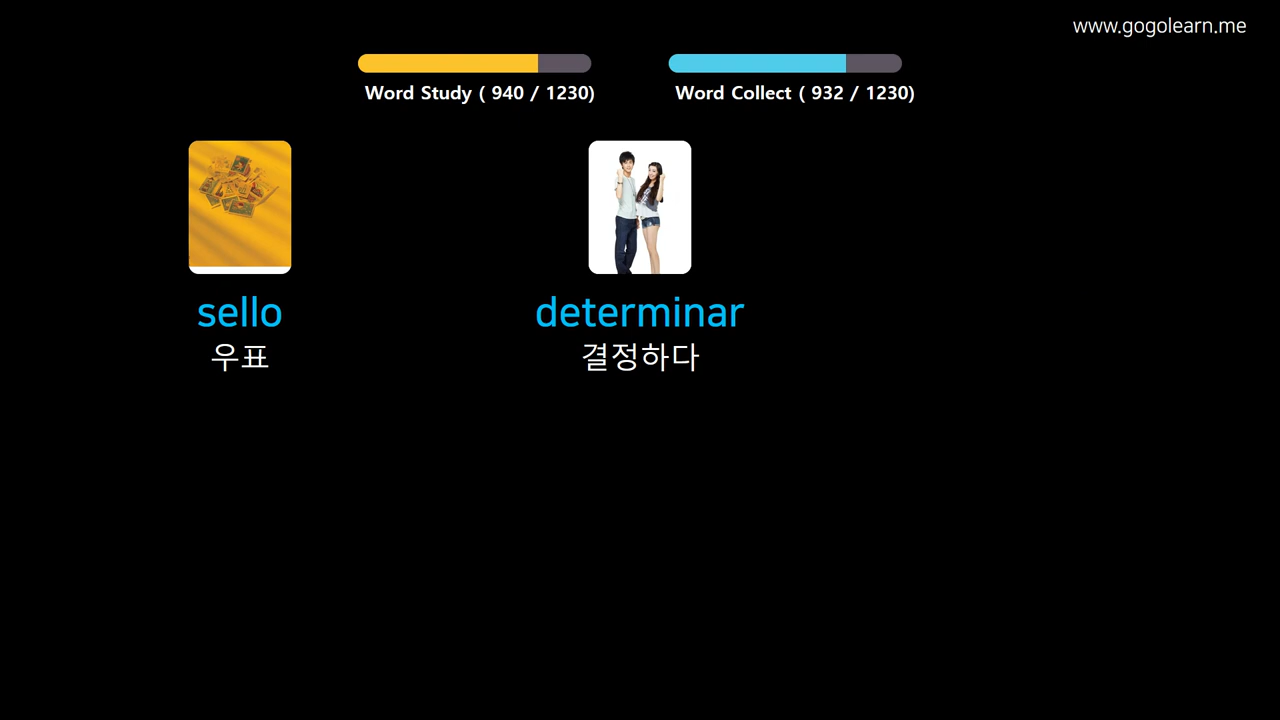 www.gogolearn.me
Word Study ( 940 / 1230)
Word Collect ( 932 / 1230)
sello
우표
determinar
결정하다